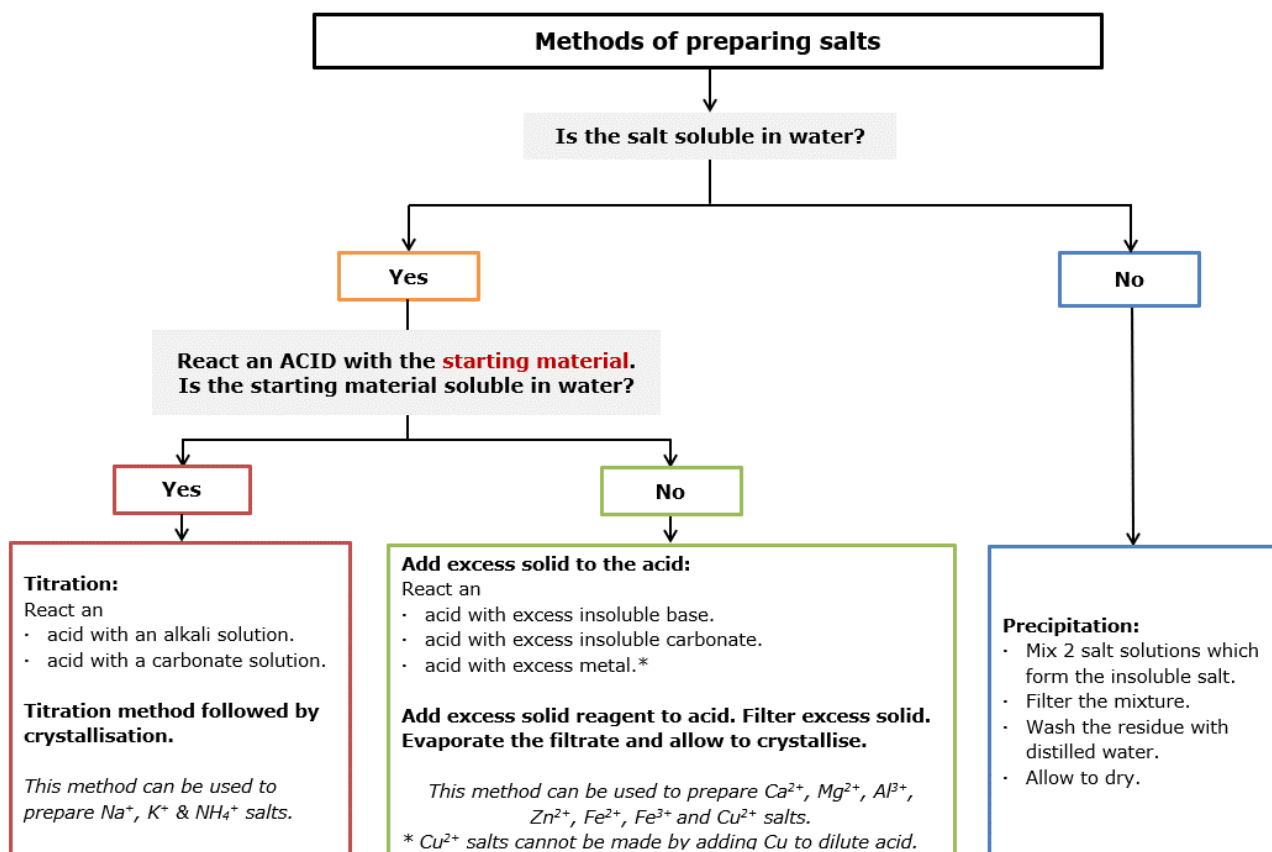 Methods of preparing salts
Is the salt soluble in water?
Yes
No
React an ACID with the starting material.
Is the starting material soluble in water?
Yes
No
Titration:
React an
· acid with an alkali solution.
· acid with a carbonate solution.
Titration method followed by
crystallisation.
This method can be used to
prepare Na⁺, K⁺ & NH₄⁺ salts.
Add excess solid to the acid:
React an
· acid with excess insoluble base.
· acid with excess insoluble carbonate.
· acid with excess metal.*
Add excess solid reagent to acid. Filter excess solid.
Evaporate the filtrate and allow to crystallise.
This method can be used to prepare Ca²⁺, Mg²⁺, Al³⁺,
Zn²⁺, Fe²⁺, Fe³⁺ and Cu²⁺ salts.
* Cu²⁺ salts cannot be made by adding Cu to dilute acid.
Precipitation:
· Mix 2 salt solutions which
form the insoluble salt.
· Filter the mixture.
· Wash the residue with
distilled water.
· Allow to dry.